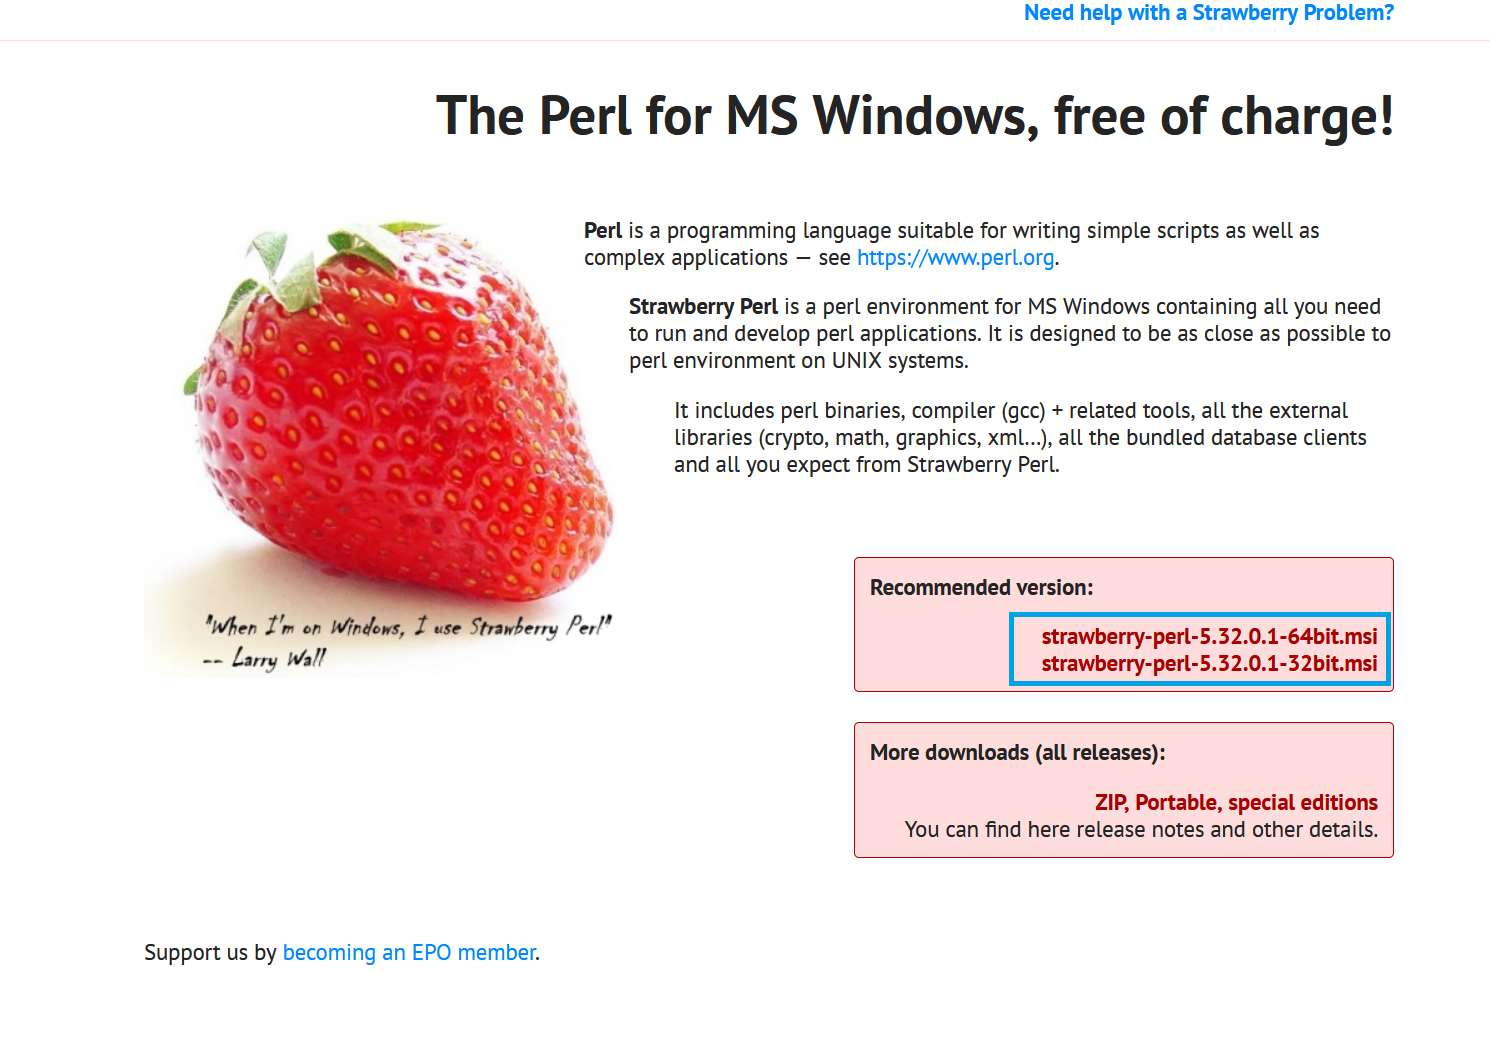 Need help with a Strawberry Problem?
The Perl for MS Windows, free of charge!
Perl is a programming language suitable for writing simple scripts as well as
complex applications — see https://www.perl.org.
Strawberry Perl is a perl environment for MS Windows containing all you need
to run and develop perl applications. It is designed to be as close as possible to
perl environment on UNIX systems.
It includes perl binaries, compiler (gcc) + related tools, all the external
libraries (crypto, math, graphics, xml...), all the bundled database clients
and all you expect from Strawberry Perl.
"When I'm on Windows, I use Strawberry Perl"
-- Larry Wall
Recommended version:
strawberry-perl-5.32.0.1-64bit.msi
strawberry-perl-5.32.0.1-32bit.msi
More downloads (all releases):
ZIP, Portable, special editions
You can find here release notes and other details.
Support us by becoming an EPO member.